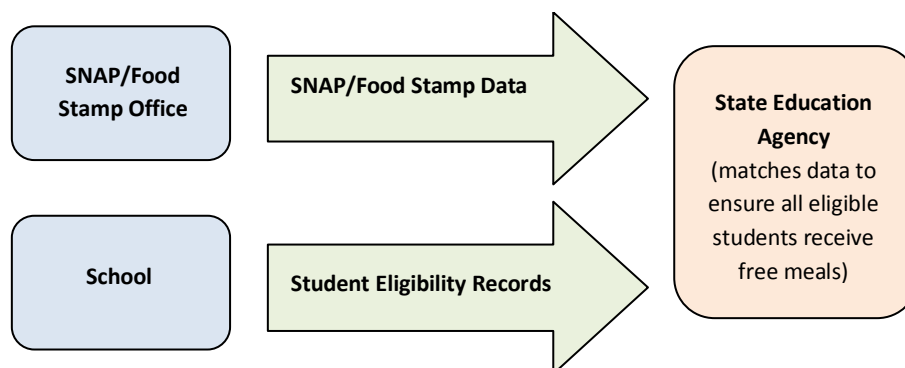 SNAP/Food
Stamp Office
SNAP/Food Stamp Data
School
Student Eligibility Records
State Education
Agency
(matches data to
ensure all eligible
students receive
free meals)